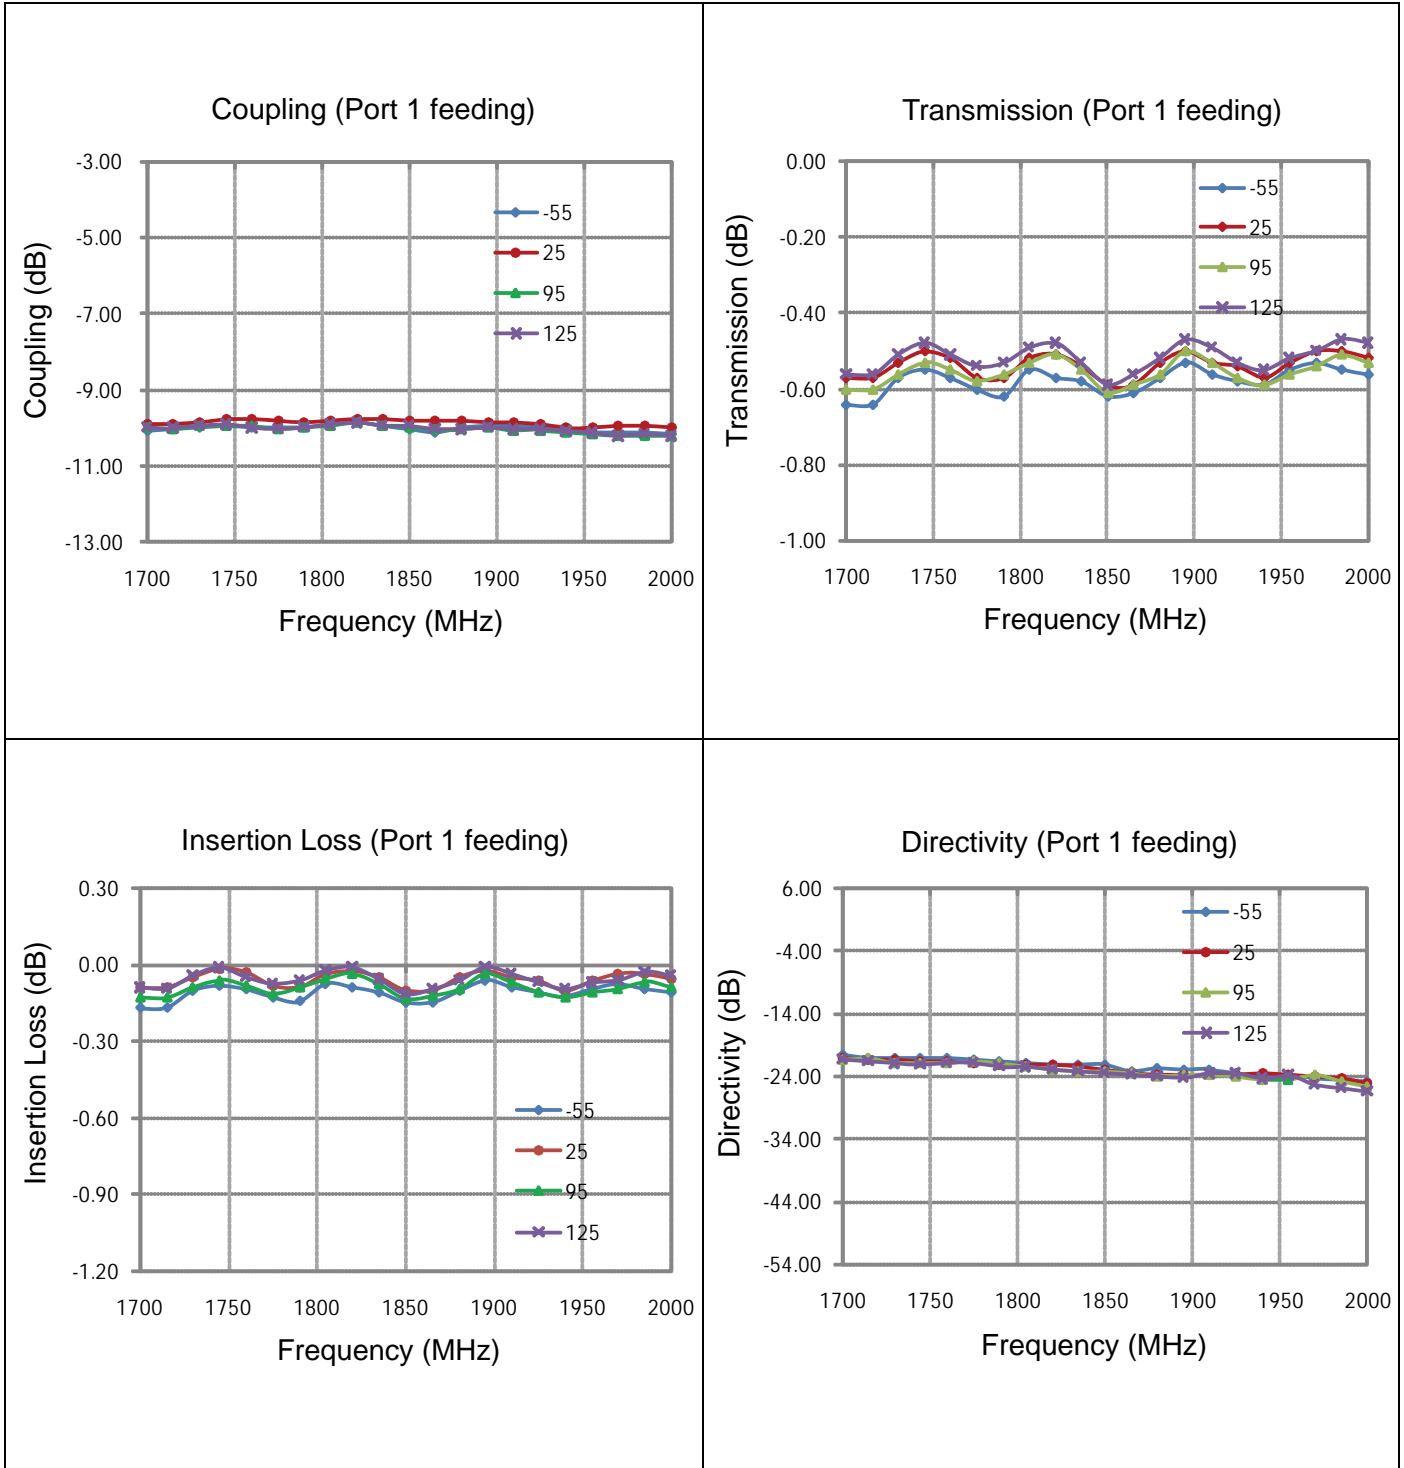 Coupling (Port 1 feeding)
-3.00
-5.00
-7.00
-9.00
-11.00
-13.00
Coupling (dB)
-55
25
95
125
1700 1750 1800 1850 1900 1950 2000
Frequency (MHz)
Transmission (Port 1 feeding)
0.00
-0.20
-0.40
-0.60
-0.80
-1.00
Transmission (dB)
-55
25
95
125
1700 1750 1800 1850 1900 1950 2000
Frequency (MHz)
Insertion Loss (Port 1 feeding)
0.30
0.00
-0.30
-0.60
-0.90
-1.20
Insertion Loss (dB)
-55
25
95
125
1700 1750 1800 1850 1900 1950 2000
Frequency (MHz)
Directivity (Port 1 feeding)
6.00
-4.00
-14.00
-24.00
-34.00
-44.00
-54.00
Directivity (dB)
-55
25
95
125
1700 1750 1800 1850 1900 1950 2000
Frequency (MHz)